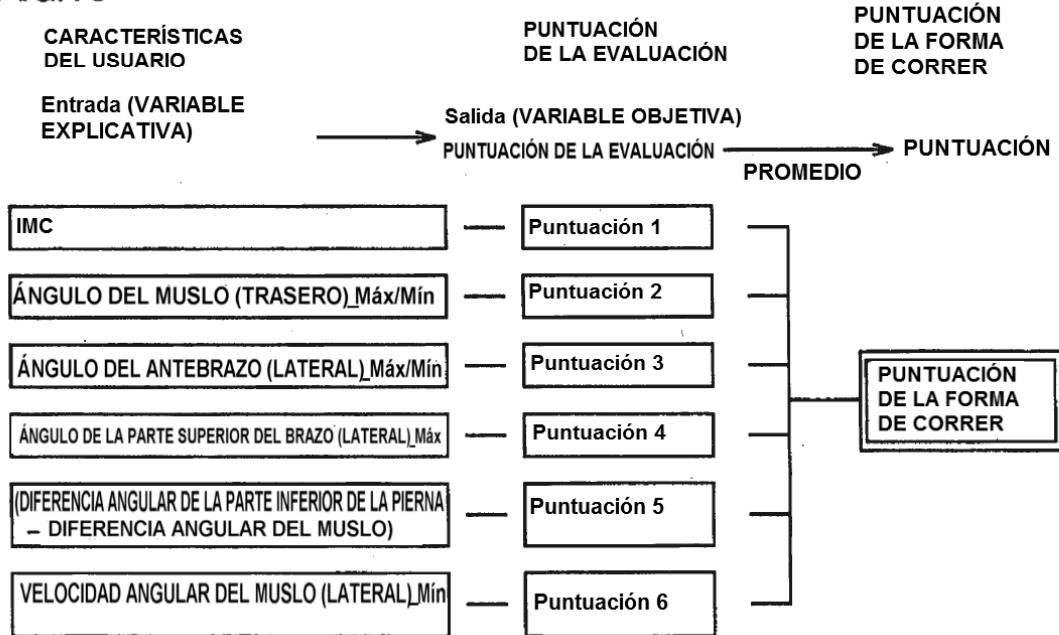 CARACTERÍSTICAS
DEL USUARIO
PUNTUACIÓN
DE LA EVALUACIÓN
PUNTUACIÓN
DE LA FORMA
DE CORRER
Entrada (VARIABLE
EXPLICATIVA)
Salida (VARIABLE OBJETIVA)
PUNTUACIÓN DE LA EVALUACIÓN
PROMEDIO
PUNTUACIÓN
IMC
Puntuación 1
ÁNGULO DEL MUSLO (TRASERO)_Máx/Mín
Puntuación 2
ÁNGULO DEL ANTEBRAZO (LATERAL)_Máx/Mín
Puntuación 3
ÁNGULO DE LA PARTE SUPERIOR DEL BRAZO (LATERAL)_Máx
Puntuación 4
(DIFERENCIA ANGULAR DE LA PARTE INFERIOR DE LA PIERNA
– DIFERENCIA ANGULAR DEL MUSLO)
Puntuación 5
VELOCIDAD ANGULAR DEL MUSLO (LATERAL)_Mín
Puntuación 6
PUNTUACIÓN
DE LA FORMA
DE CORRER